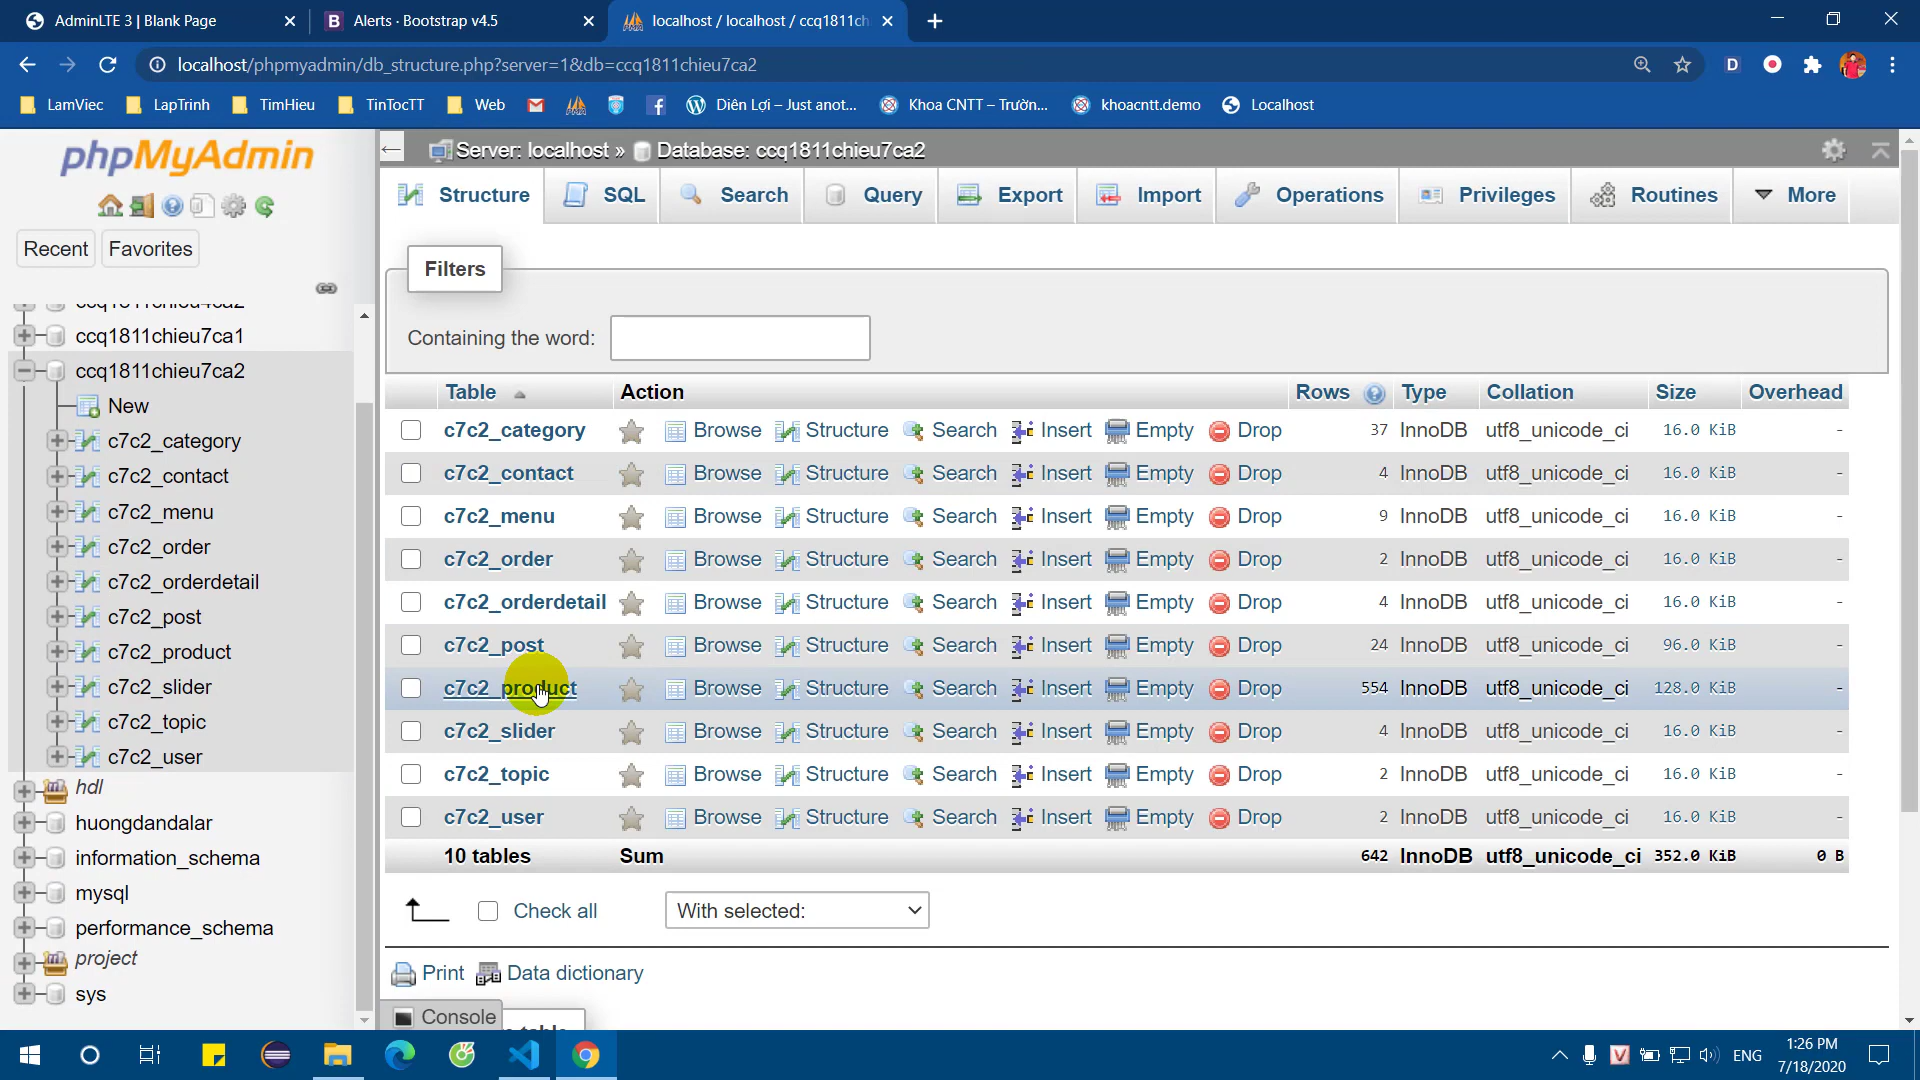 AdminLTE 3 | Blank Page
Alerts · Bootstrap v4.5
localhost / localhost / ccq1811ch
localhost/phpmyadmin/db_structure.php?server=1&db=ccq1811chieu7ca2
LamViec LapTrinh TimHieu TinTocTT Web Diên Lợi – Just anot... Khoa CNTT – Trườn... khoacntt.demo Localhost
phpMyAdmin
Recent Favorites
ccq1811chieu4ca2
ccq1811chieu7ca1
ccq1811chieu7ca2
New
c7c2_category
c7c2_contact
c7c2_menu
c7c2_order
c7c2_orderdetail
c7c2_post
c7c2_product
c7c2_slider
c7c2_topic
c7c2_user
hdl
huongdandalar
information_schema
mysql
performance_schema
project
sys
Server: localhost » Database: ccq1811chieu7ca2
Structure SQL Search Query Export Import Operations Privileges Routines More
Filters
Containing the word:
Table Action Rows Type Collation Size Overhead
c7c2_category Browse Structure Search Insert Empty Drop 37 InnoDB utf8_unicode_ci 16.0 KiB -
c7c2_contact Browse Structure Search Insert Empty Drop 4 InnoDB utf8_unicode_ci 16.0 KiB -
c7c2_menu Browse Structure Search Insert Empty Drop 9 InnoDB utf8_unicode_ci 16.0 KiB -
c7c2_order Browse Structure Search Insert Empty Drop 2 InnoDB utf8_unicode_ci 16.0 KiB -
c7c2_orderdetail Browse Structure Search Insert Empty Drop 4 InnoDB utf8_unicode_ci 16.0 KiB -
c7c2_post Browse Structure Search Insert Empty Drop 24 InnoDB utf8_unicode_ci 96.0 KiB -
c7c2_product Browse Structure Search Insert Empty Drop 554 InnoDB utf8_unicode_ci 128.0 KiB -
c7c2_slider Browse Structure Search Insert Empty Drop 4 InnoDB utf8_unicode_ci 16.0 KiB -
c7c2_topic Browse Structure Search Insert Empty Drop 2 InnoDB utf8_unicode_ci 16.0 KiB -
c7c2_user Browse Structure Search Insert Empty Drop 2 InnoDB utf8_unicode_ci 16.0 KiB -
10 tables Sum 642 InnoDB utf8_unicode_ci 352.0 KiB 0 B
Check all With selected:
Print Data dictionary
Console
ENG
1:26 PM
7/18/2020